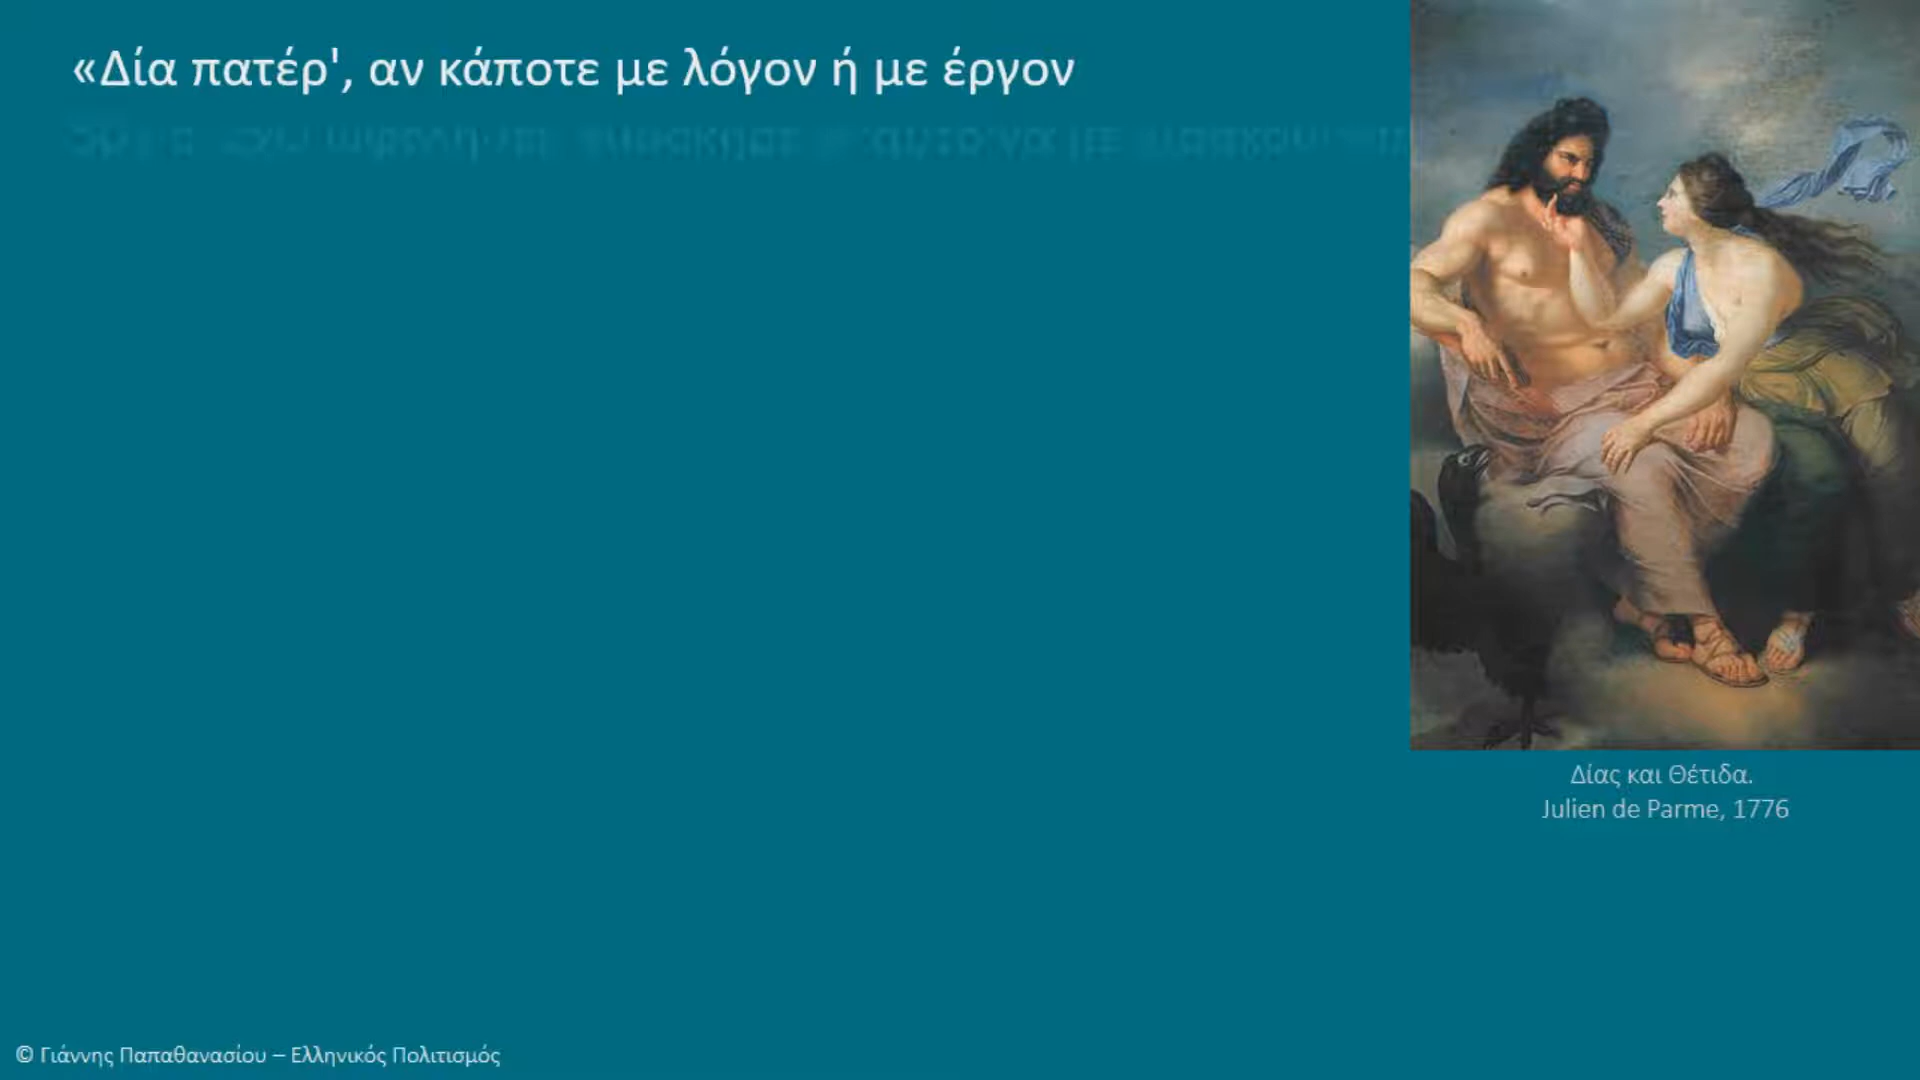 «Δία πατέρ', αν κάποτε με λόγον ή με έργον
Δίας και Θέτιδα.
Julien de Parme, 1776
© Γιάννης Παπαθανασίου – Ελληνικός Πολιτισμός